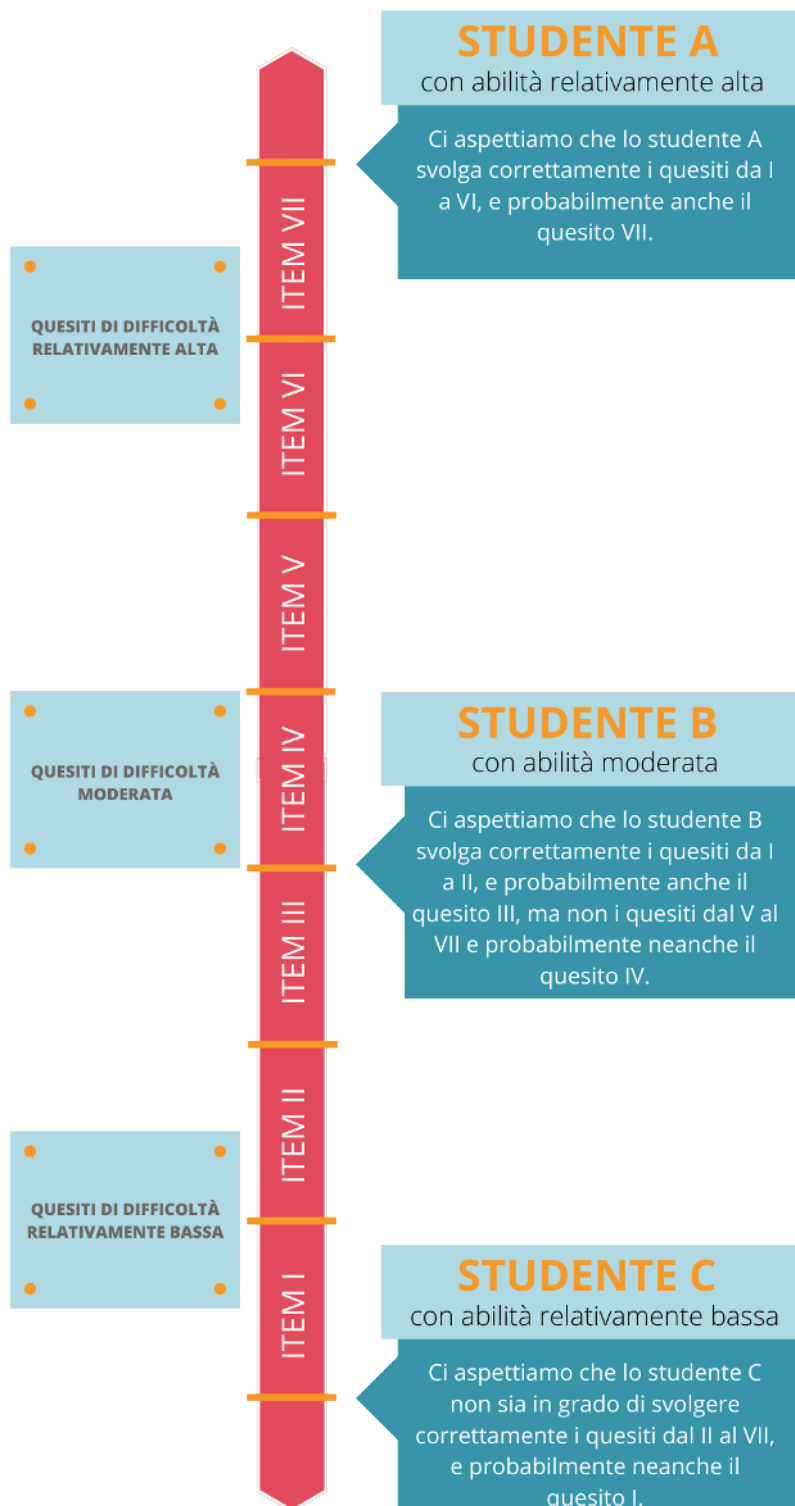 STUDENTE A
con abilità relativamente alta
Ci aspettiamo che lo studente A
svolga correttamente i quesiti da I
a VI, e probabilmente anche il
quesito VII.
ITEM VII
QUESITI DI DIFFICOLTÀ
RELATIVAMENTE ALTA
ITEM VI
ITEM V
STUDENTE B
con abilità moderata
ITEM IV
QUESITI DI DIFFICOLTÀ
MODERATA
Ci aspettiamo che lo studente B
svolga correttamente i quesiti da I
a II, e probabilmente anche il
quesito III, ma non i quesiti dal V al
VII e probabilmente neanche il
quesito IV.
ITEM III
ITEM II
QUESITI DI DIFFICOLTÀ
RELATIVAMENTE BASSA
STUDENTE C
con abilità relativamente bassa
ITEM I
Ci aspettiamo che lo studente C
non sia in grado di svolgere
correttamente i quesiti dal II al VII,
e probabilmente neanche il
quesito I.